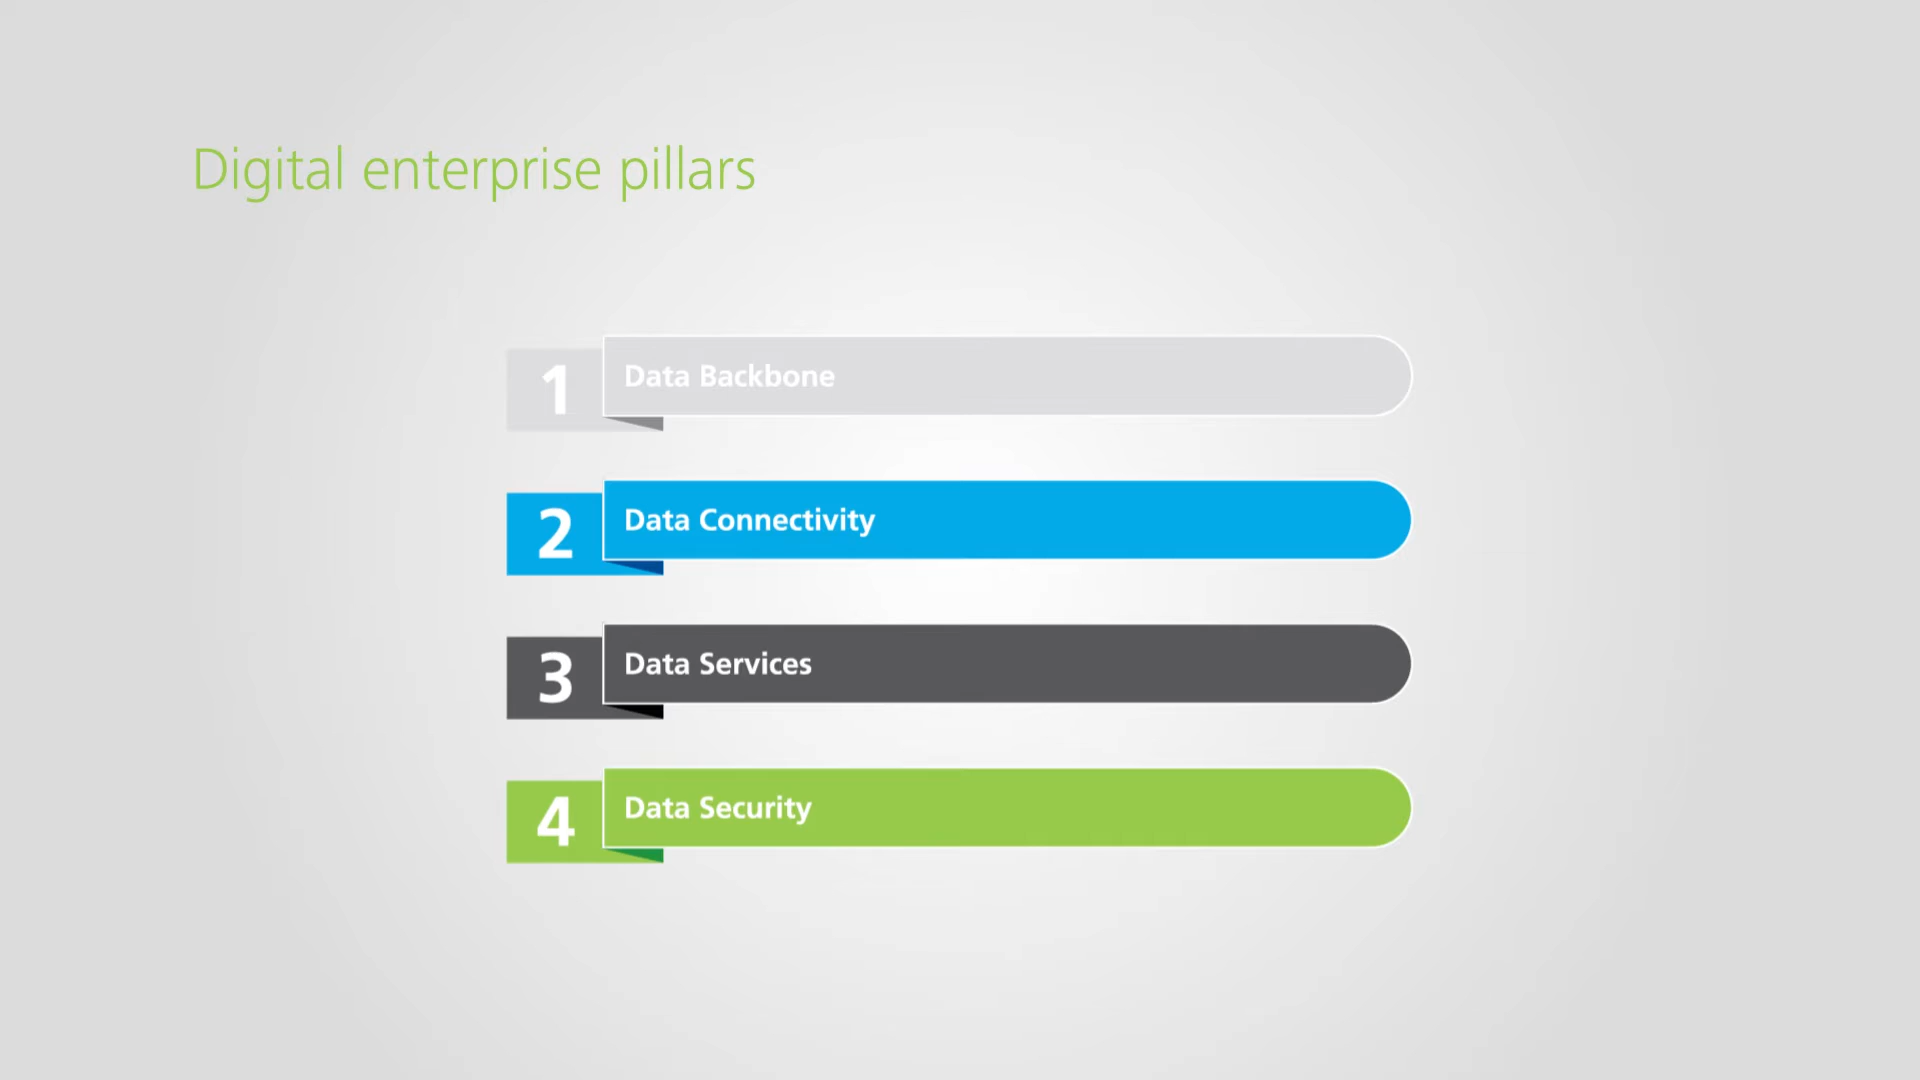 Digital enterprise pillars
1 Data Backbone
2 Data Connectivity
3 Data Services
4 Data Security